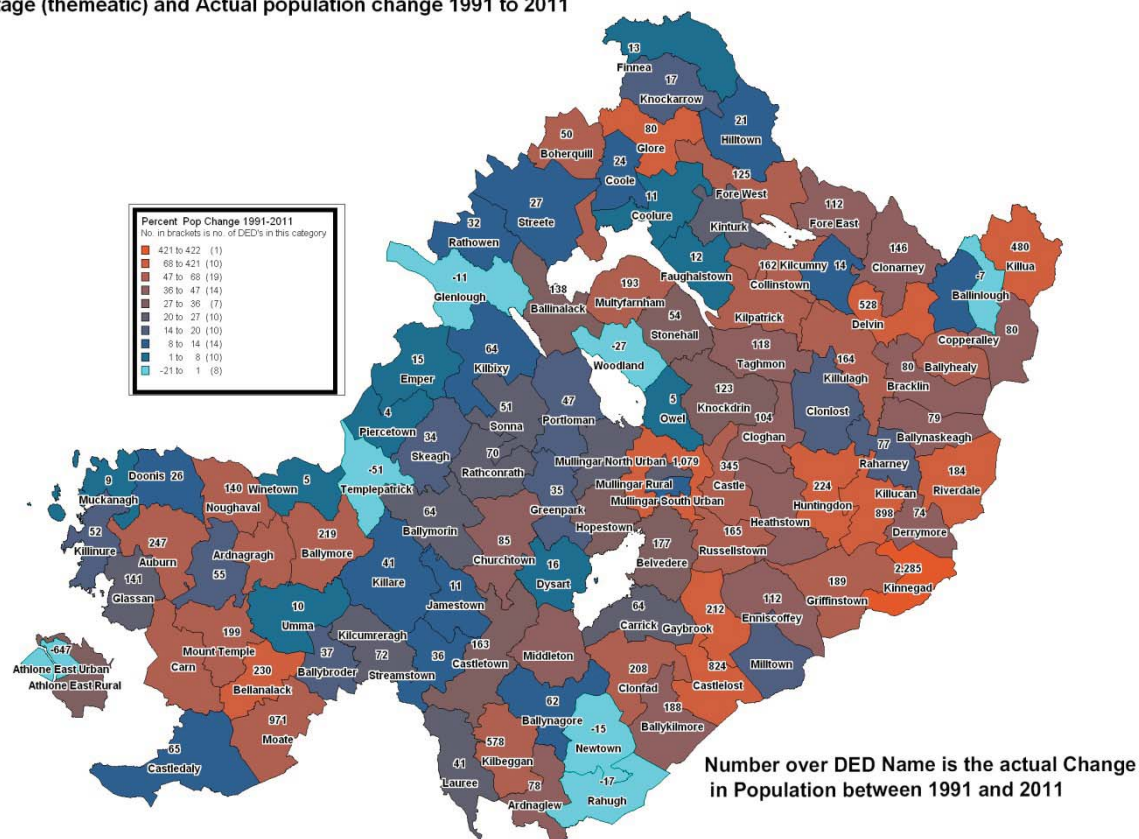 tage (themeatic) and Actual population change 1991 to 2011
13
Finnea
17
Knockarrow
21
Hilltown
80
Glore
50
Boherquill
24
Coole
125
Fore West
11
Coolure
27
Streete
32
Rathowen
Kinturk
112
Fore East
146
Clonarney
480
Killua
-7
Ballinlough
Percent Pop Change 1991-2011
No. in brackets is no. of DED's in this category
421 to 422 (1)
68 to 421 (10)
47 to 68 (19)
36 to 47 (14)
27 to 36 (7)
20 to 27 (10)
14 to 20 (10)
8 to 14 (14)
1 to 8 (10)
-21 to 1 (8)
-11
Glenlough
12
Faughalstown
162 Kilcumny 14
Collinstown
138
Ballinalack
193
Multyfarnham
Kilpatrick
528
Delvin
Copperalley
80
54
Stonehall
64
Kilbixy
-27
Woodland
118
Taghmon
164
Killulagh
80
Bracklin
Ballyhealy
15
Emper
51
Sonna
47
Portloman
5
Owel
123
Knockdrin
Clonlost
79
Ballynaskeagh
4
Piercetown
34
Skeagh
70
Rathconrath
104
Cloghan
77
Raharney
-51
Templepatrick
Mullingar North Urban 1,079
Mullingar Rural
Mullingar South Urban
345
Castle
224
Huntingdon
184
Riverdale
Killucan
898
74
Derrymore
9
Muckanagh
Doonis 26
140
Noughaval
5
Winetown
35
Greenpark
64
Ballymorin
Hopestown
Heathstown
52
Killinure
247
Auburn
Ardnagragh
55
219
Ballymore
85
Churchtown
177
Belvedere
165
Russellstown
2,285
Kinnegad
141
Glassan
41
Killare
11
Jamestown
16
Dysart
189
Griffinstown
112
Enniscoffey
10
Umma
64
Carrick
212
Gaybrook
-647
Athlone East Urban
Athlone East Rural
199
Mount Temple
Carn
Kilcumreragh
37
Ballybroder
72
Streamstown
36
163
Castletown
Middleton
Milltown
230
Bellanalack
208
Clonfad
824
Castlelost
971
Moate
62
Ballynagore
188
Ballykilmore
65
Castledaly
-15
Newtown
578
Kilbeggan
41
Lauree
78
Ardnaglew
-17
Rahugh
Number over DED Name is the actual Change
in Population between 1991 and 2011